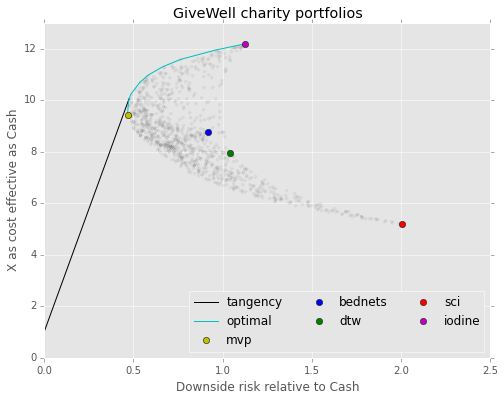 GiveWell charity portfolios
X as cost effective as Cash
12
10
8
6
4
2
0
tangency
optimal
mvp
bednets
dtw
sci
iodine
0.0 0.5 1.0 1.5 2.0 2.5
Downside risk relative to Cash